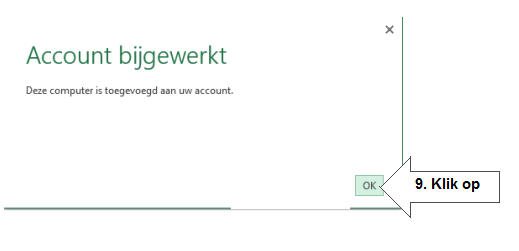 Account bijgewerkt
Deze computer is toegevoegd aan uw account.
OK
9. Klik op